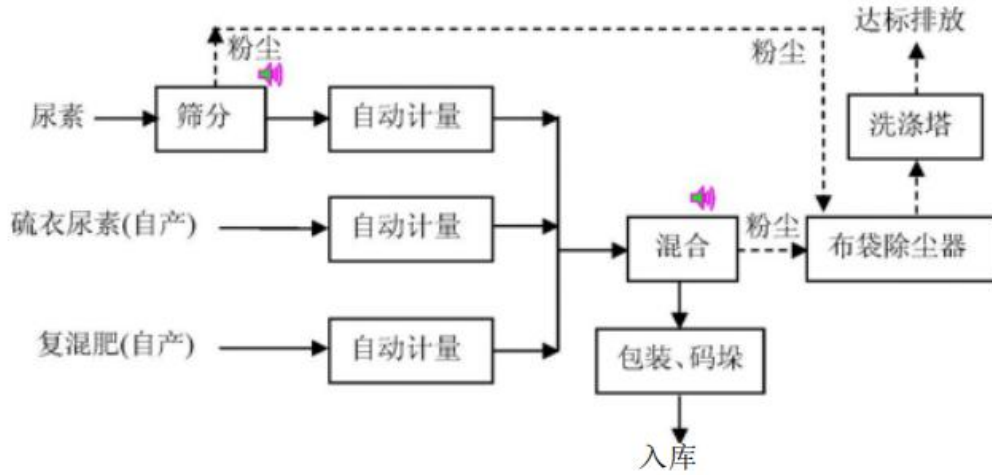 达标排放
粉尘
粉尘
尿素
筛分
自动计量
洗涤塔
硫衣尿素(自产)
自动计量
混合
粉尘
布袋除尘器
复混肥(自产)
自动计量
包装、码垛
入库